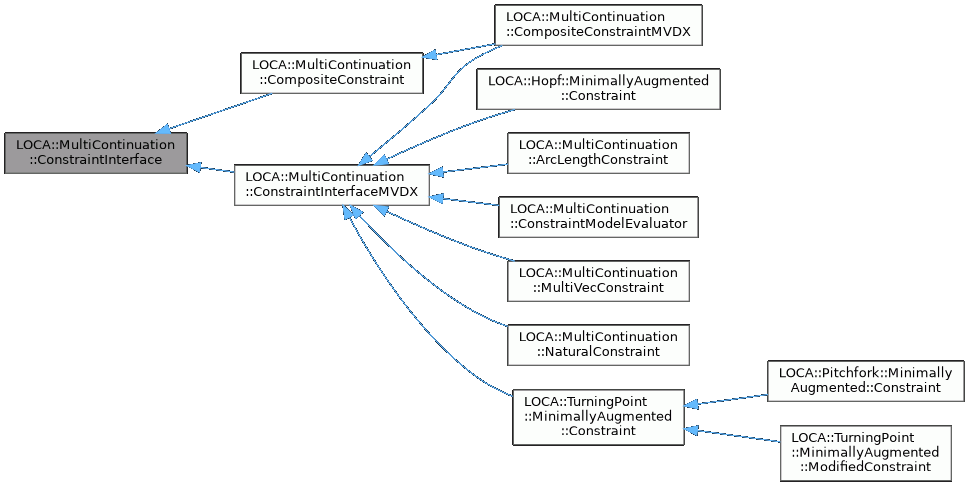 LOCA::MultiContinuation
::CompositeConstraintMVDX
LOCA::MultiContinuation
::CompositeConstraint
LOCA::Hopf::MinimallyAugmented
::Constraint
LOCA::MultiContinuation
::ConstraintInterface
LOCA::MultiContinuation
::ArcLengthConstraint
LOCA::MultiContinuation
::ConstraintInterfaceMVDX
LOCA::MultiContinuation
::ConstraintModelEvaluator
LOCA::MultiContinuation
::MultiVecConstraint
LOCA::MultiContinuation
::NaturalConstraint
LOCA::TurningPoint
::MinimallyAugmented
::Constraint
LOCA::Pitchfork::Minimally
Augmented::Constraint
LOCA::TurningPoint
::MinimallyAugmented
::ModifiedConstraint